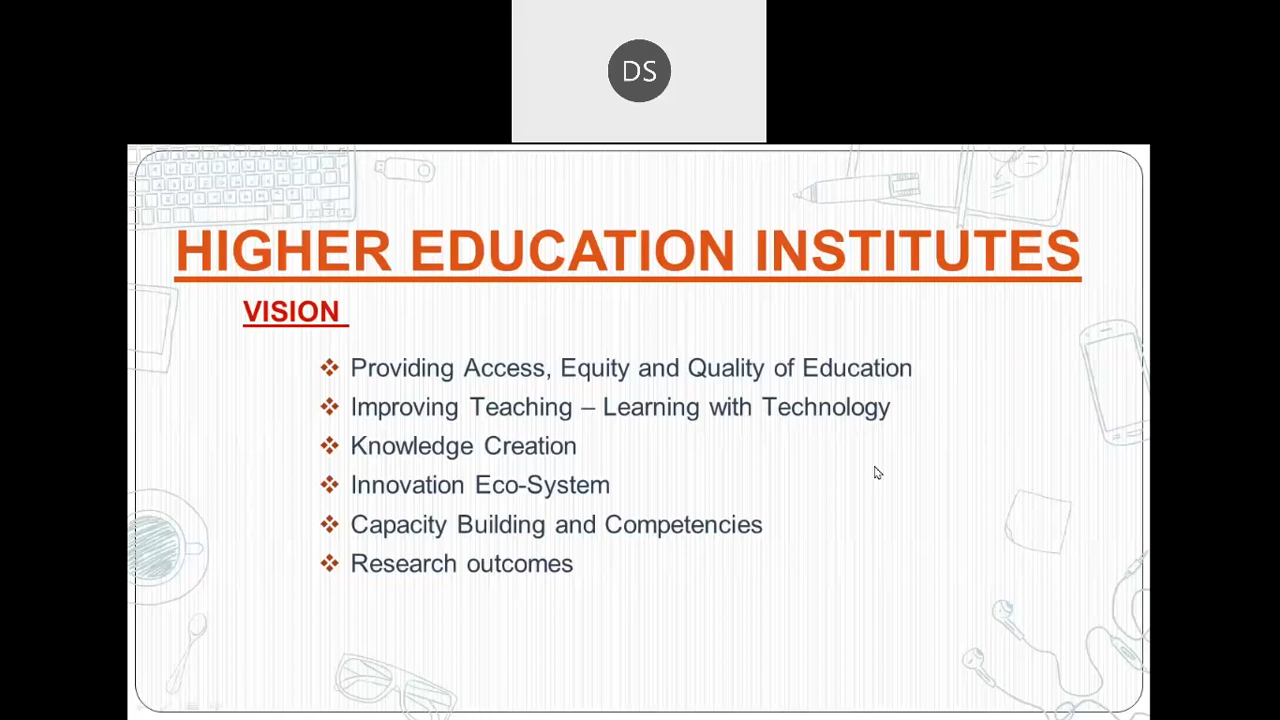 DS
HIGHER EDUCATION INSTITUTES
VISION
Providing Access, Equity and Quality of Education
Improving Teaching – Learning with Technology
Knowledge Creation
Innovation Eco-System
Capacity Building and Competencies
Research outcomes